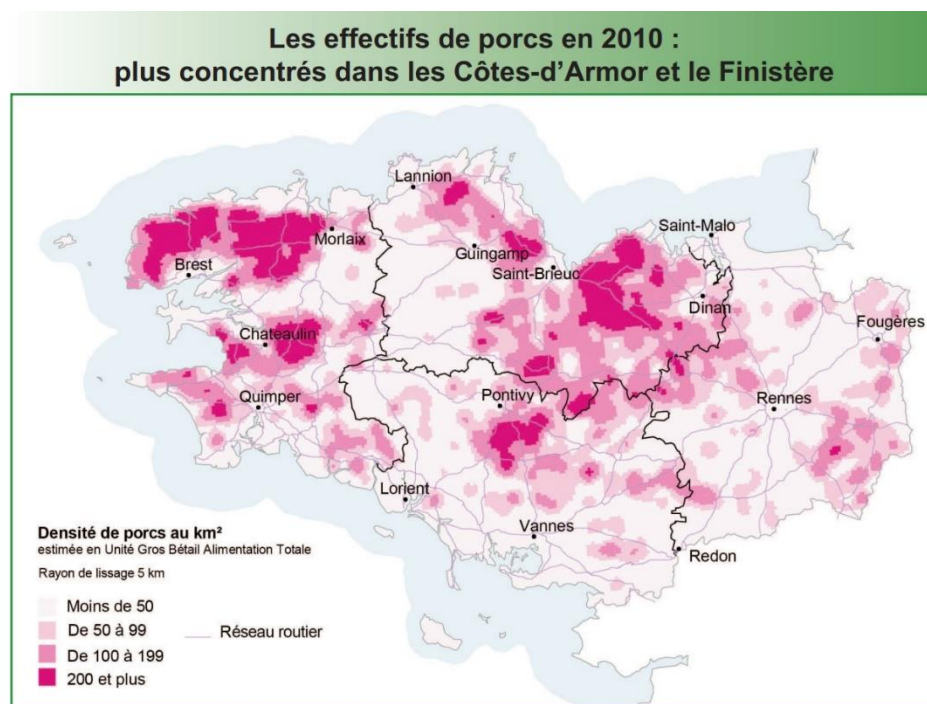 Les effectifs de porcs en 2010 :
plus concentrés dans les Côtes-d'Armor et le Finistère
Lannion
Saint-Malo
Morlaix
Guingamp
Brest
Saint-Brieuc
Dinan
Fougères
Chateaulin
Pontivy
Rennes
Quimper
Lorient
Vannes
Redon
Densité de porcs au km²
estimée en Unité Gros Bétail Alimentation Totale
Rayon de lissage 5 km
Moins de 50
De 50 à 99
Réseau routier
De 100 à 199
200 et plus